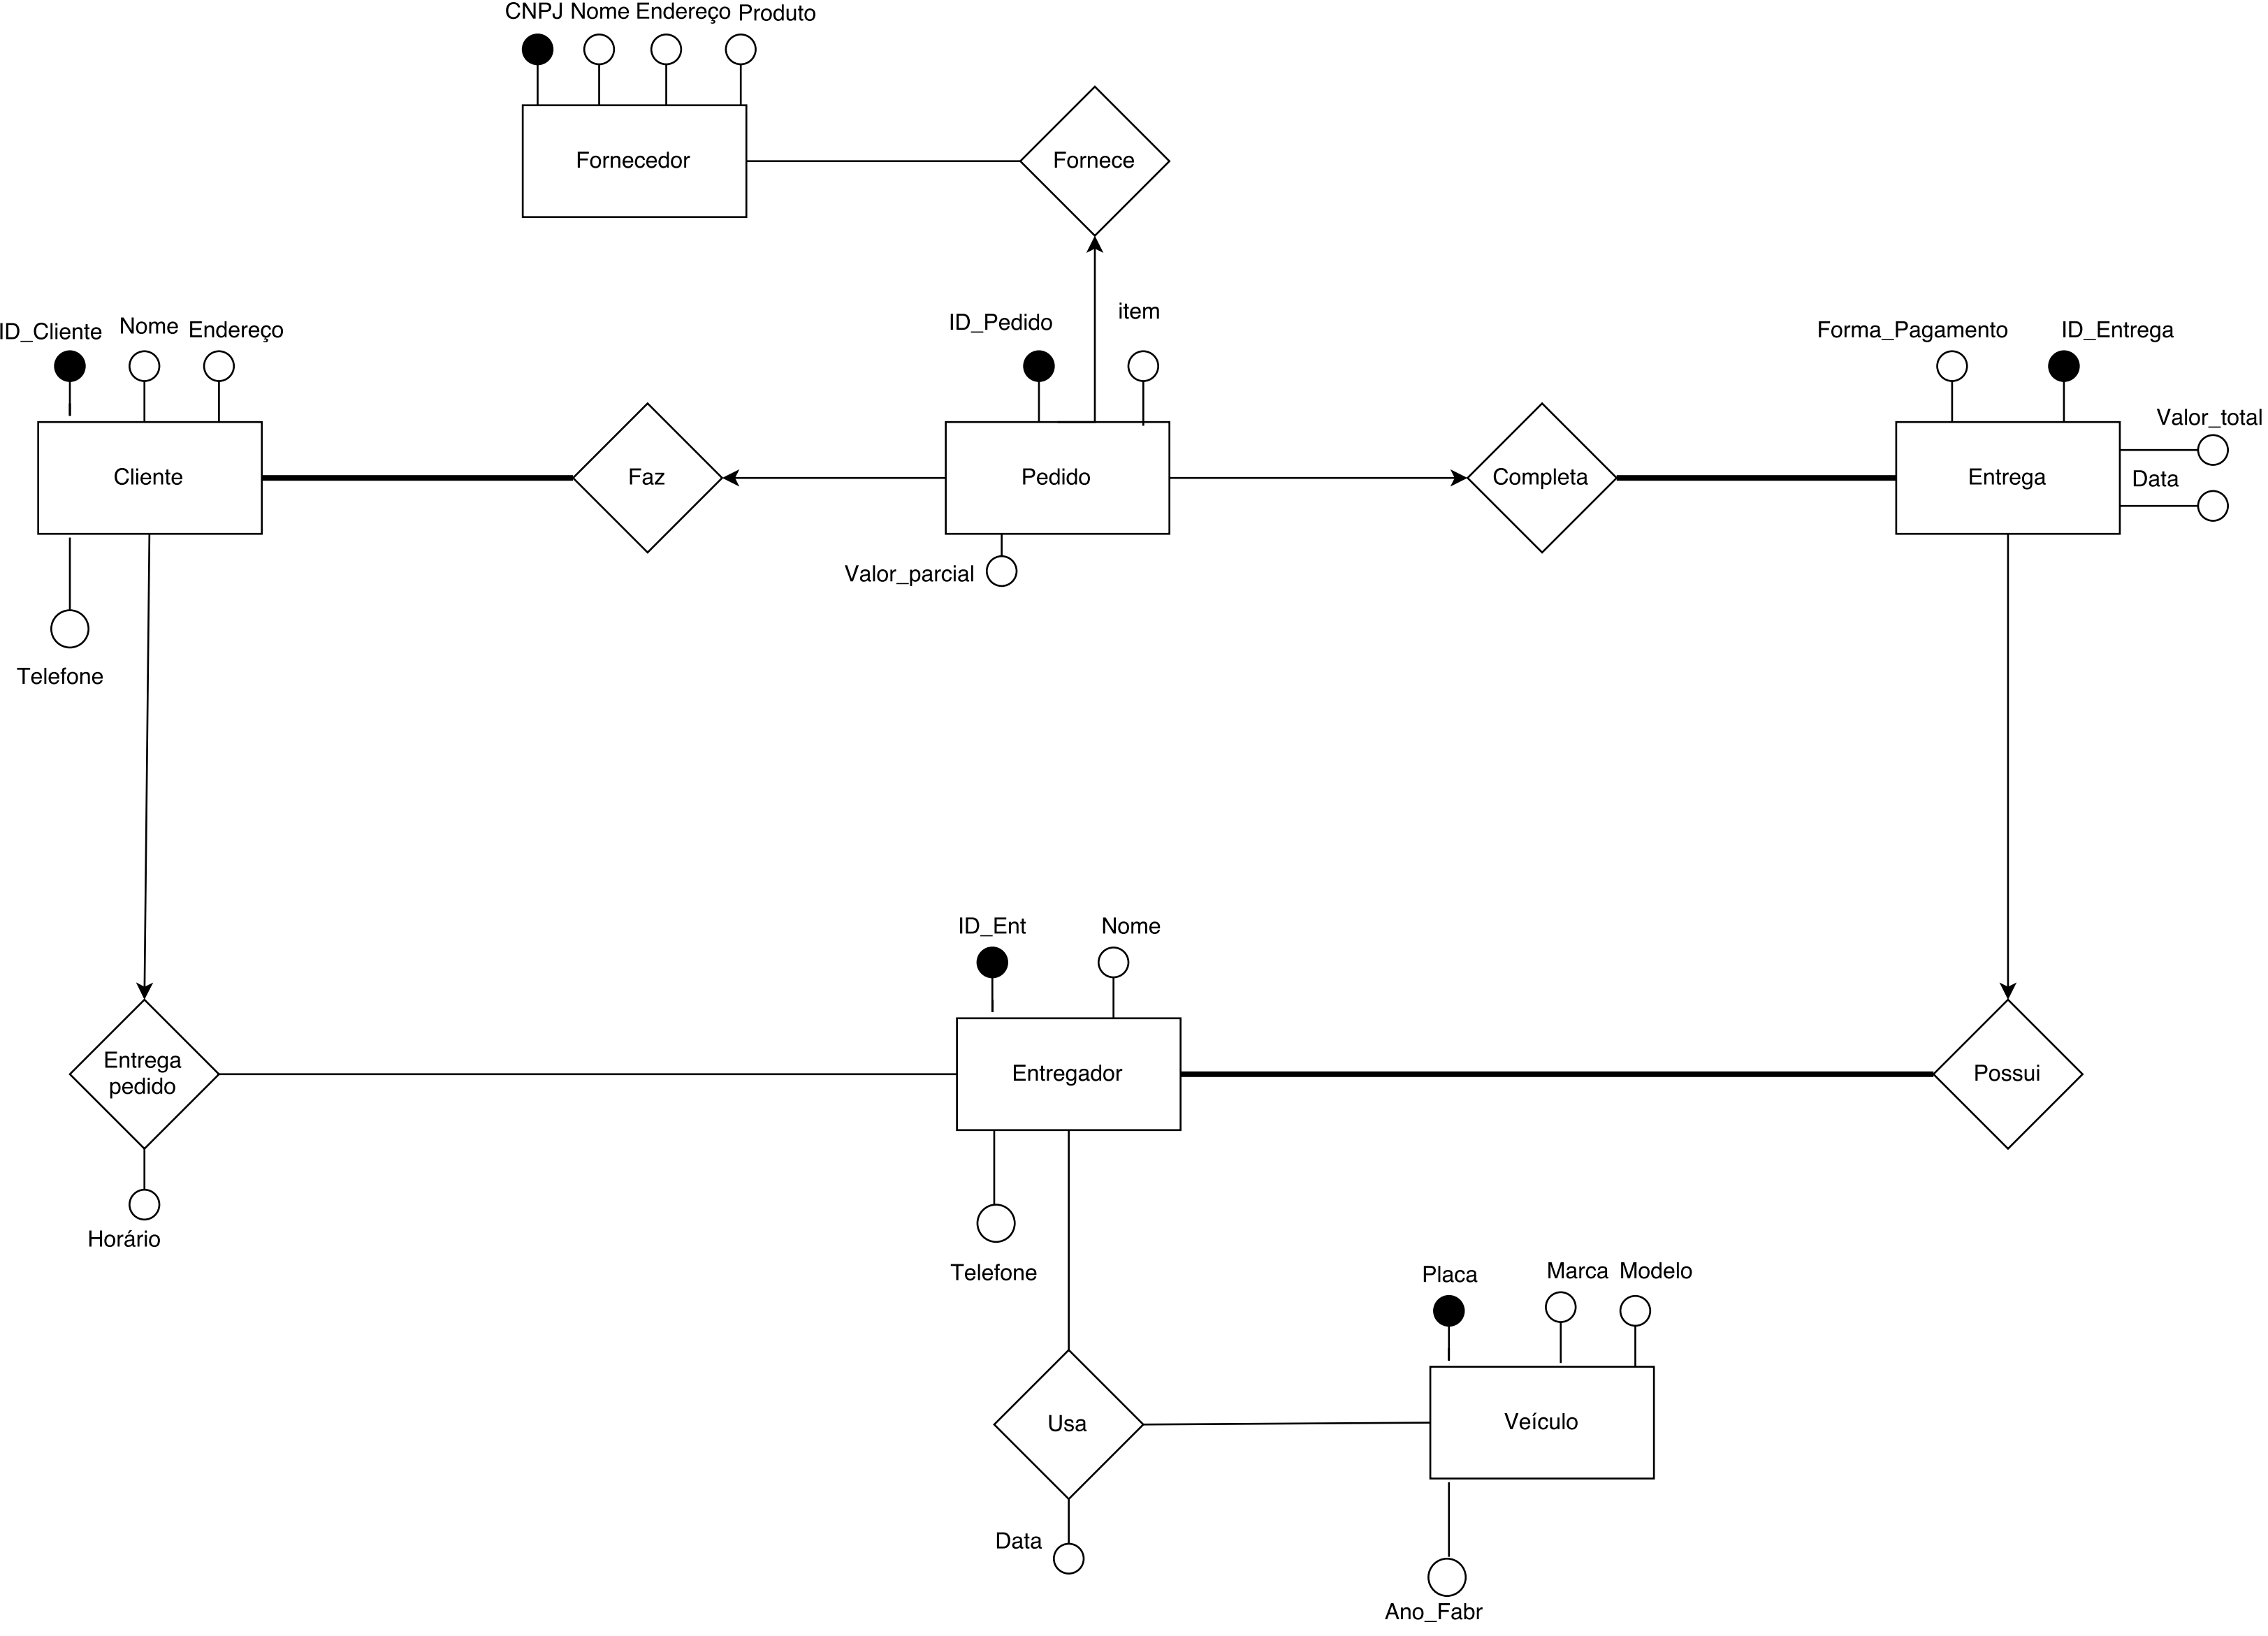 CNPJ Nome Endereço Produto
Fornecedor
Fornece
ID_Cliente Nome Endereço
ID_Pedido
item
Forma_Pagamento
ID_Entrega
Valor_total
Data
Cliente
Faz
Pedido
Completa
Entrega
Valor_parcial
Telefone
ID_Ent
Nome
Entrega
pedido
Entregador
Possui
Horário
Telefone
Placa
Marca Modelo
Usa
Veículo
Data
Ano_Fabr